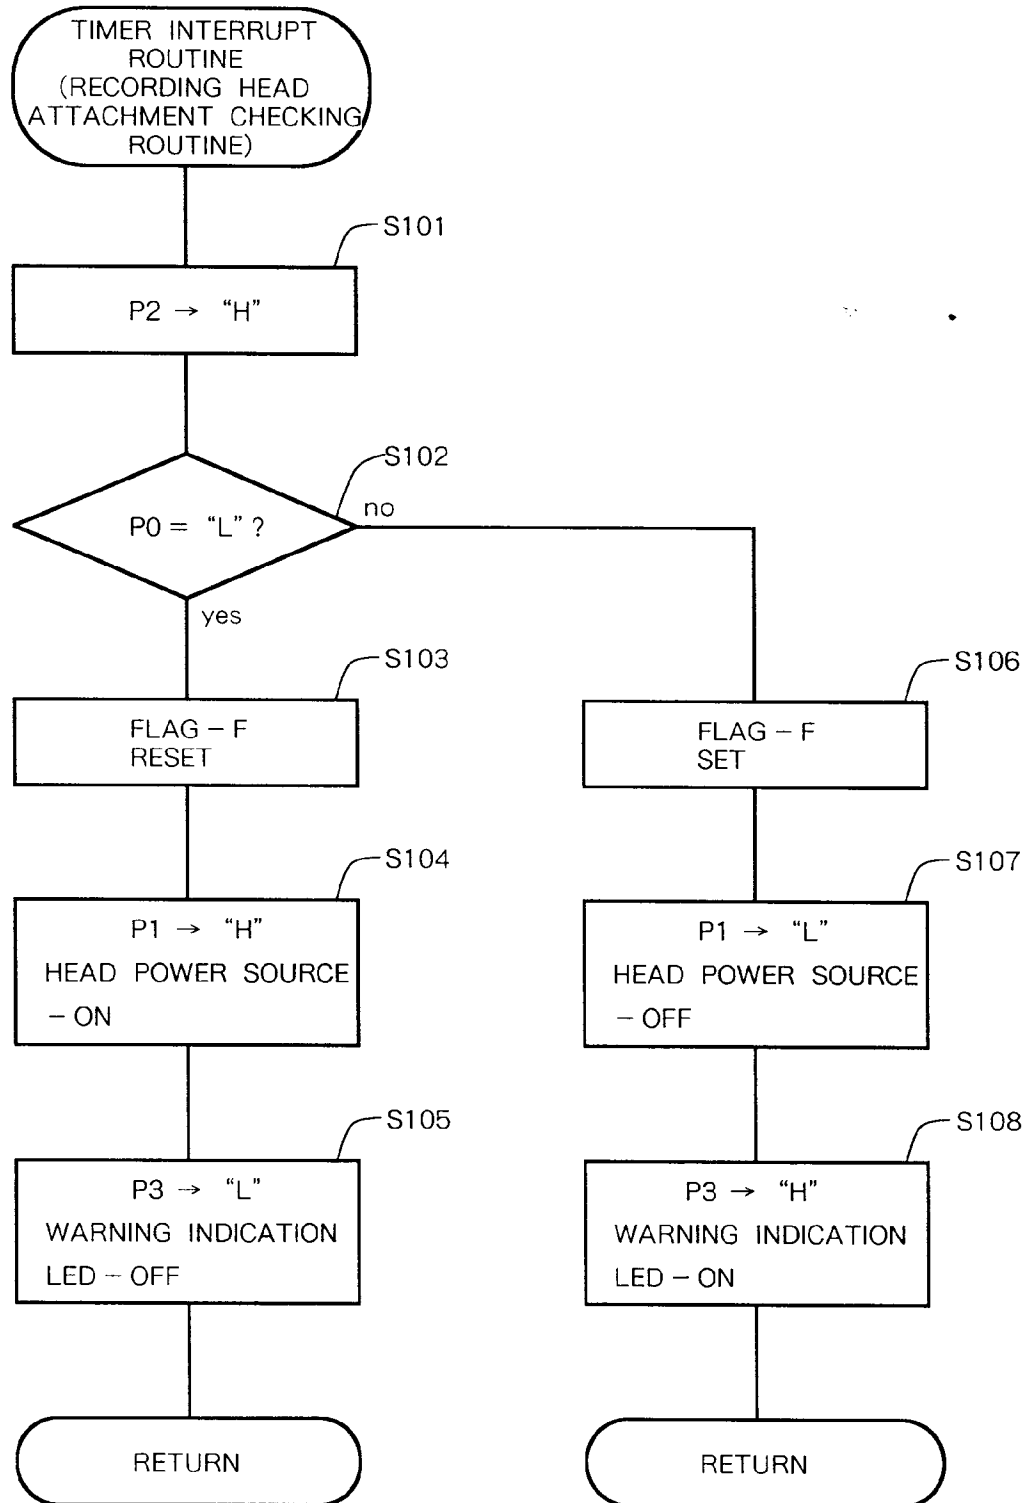 TIMER INTERRUPT
ROUTINE
(RECORDING HEAD
ATTACHMENT CHECKING
ROUTINE)
S101
P2 → “H”
S102
P0 = “L” ?
no
yes
S103
FLAG – F
RESET
S106
FLAG – F
SET
S104
P1 → “H”
HEAD POWER SOURCE
– ON
S107
P1 → “L”
HEAD POWER SOURCE
– OFF
S105
P3 → “L”
WARNING INDICATION
LED – OFF
S108
P3 → “H”
WARNING INDICATION
LED – ON
RETURN
RETURN